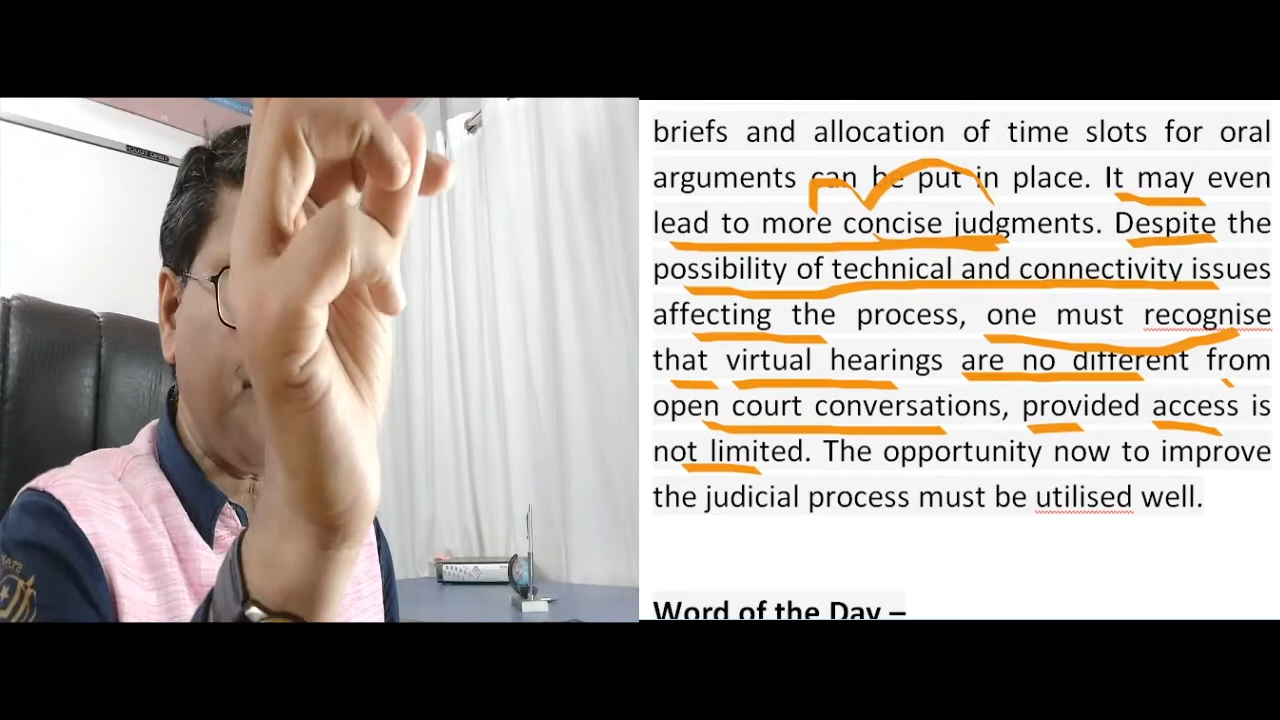 briefs and allocation of time slots for oral
arguments can be put in place. It may even
lead to more concise judgments. Despite the
possibility of technical and connectivity issues
affecting the process, one must recognise
that virtual hearings are no different from
open court conversations, provided access is
not limited. The opportunity now to improve
the judicial process must be utilised well.
Word of the Day –